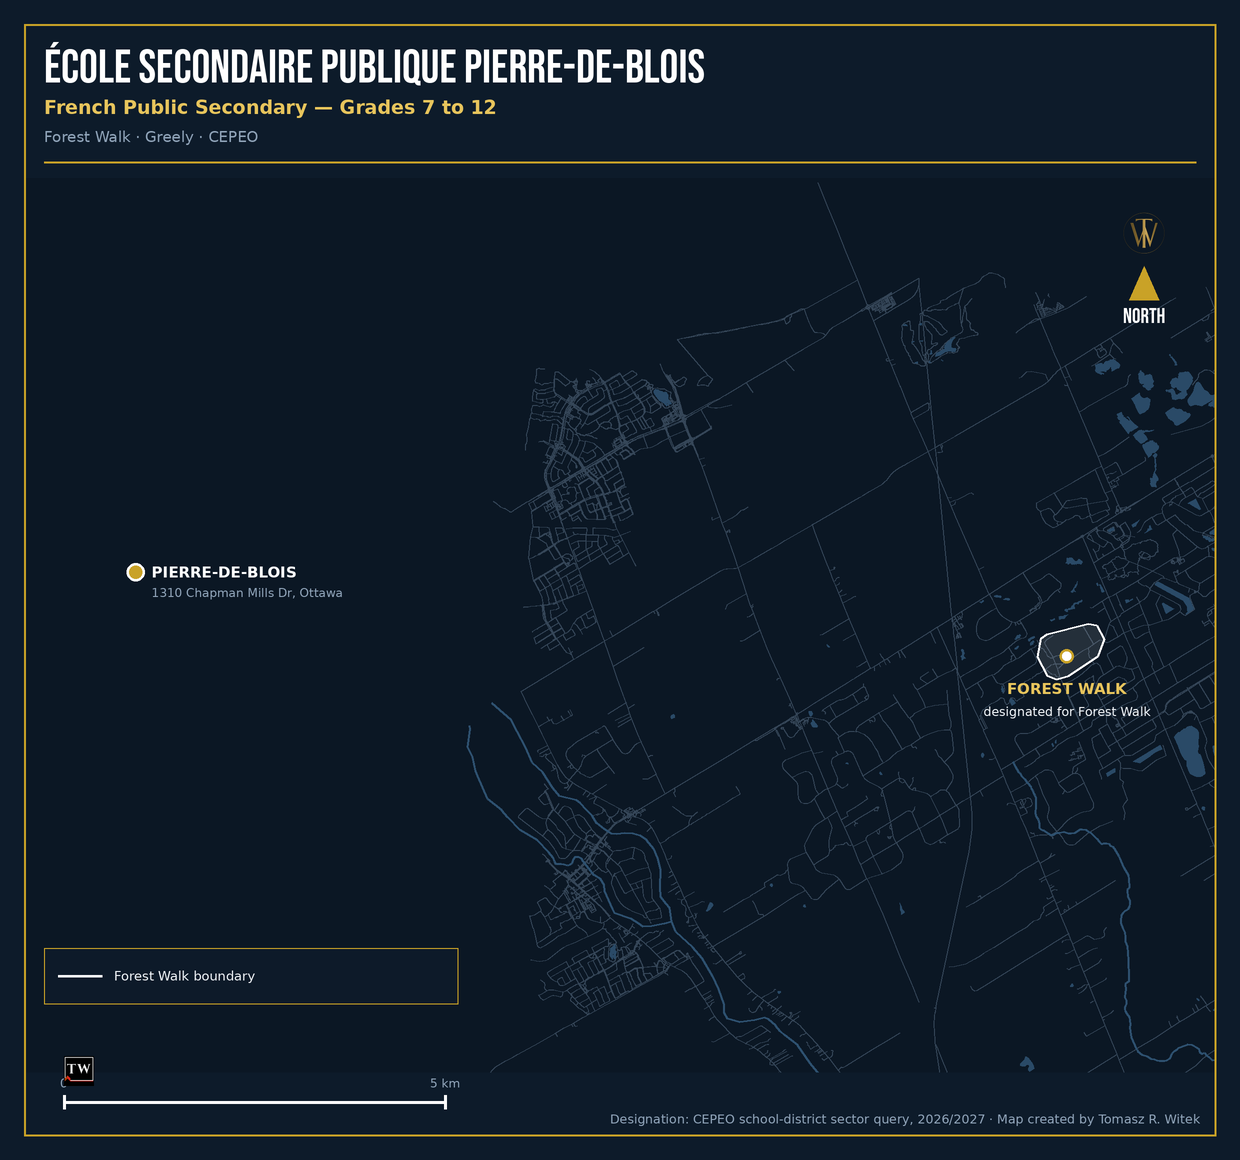 ÉCOLE SECONDAIRE PUBLIQUE PIERRE-DE-BLOIS
French Public Secondary — Grades 7 to 12
Forest Walk · Greely · CEPEO
NORTH
PIERRE-DE-BLOIS
1310 Chapman Mills Dr, Ottawa
FOREST WALK
designated for Forest Walk
Forest Walk boundary
TW
5 km
Designation: CEPEO school-district sector query, 2026/2027 · Map created by Tomasz R. Witek